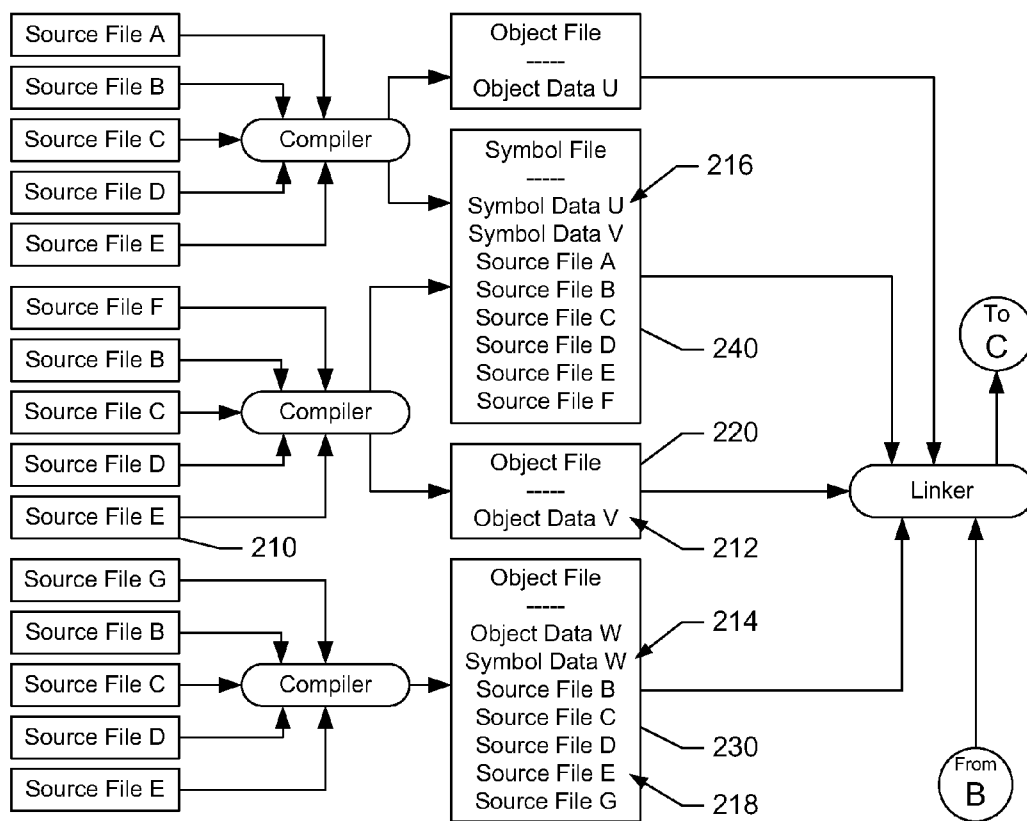 Source File A
Source File B
Source File C
Source File D
Source File E
Compiler
Object File
-----
Object Data U
Symbol File
-----
Symbol Data U
Symbol Data V
Source File A
Source File B
Source File C
Source File D
Source File E
Source File F
216
240
Source File F
Source File B
Source File C
Source File D
Source File E
210
Compiler
Object File
-----
Object Data V
220
212
Source File G
Source File B
Source File C
Source File D
Source File E
Compiler
Object File
-----
Object Data W
Symbol Data W
Source File B
Source File C
Source File D
Source File E
Source File G
214
230
218
To
C
Linker
From
B